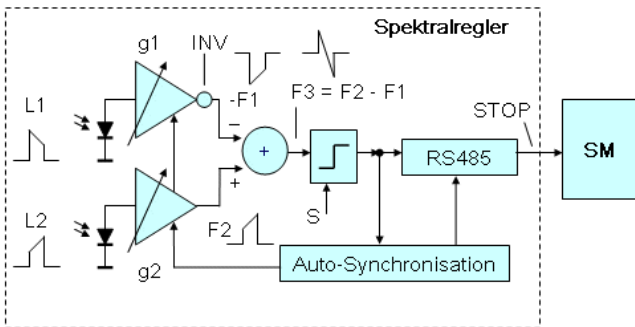 Spektralregler
g1
INV
-F1
F3 = F2 - F1
L1
STOP
−
+
RS485
SM
+
L2
F2
S
g2
Auto-Synchronisation